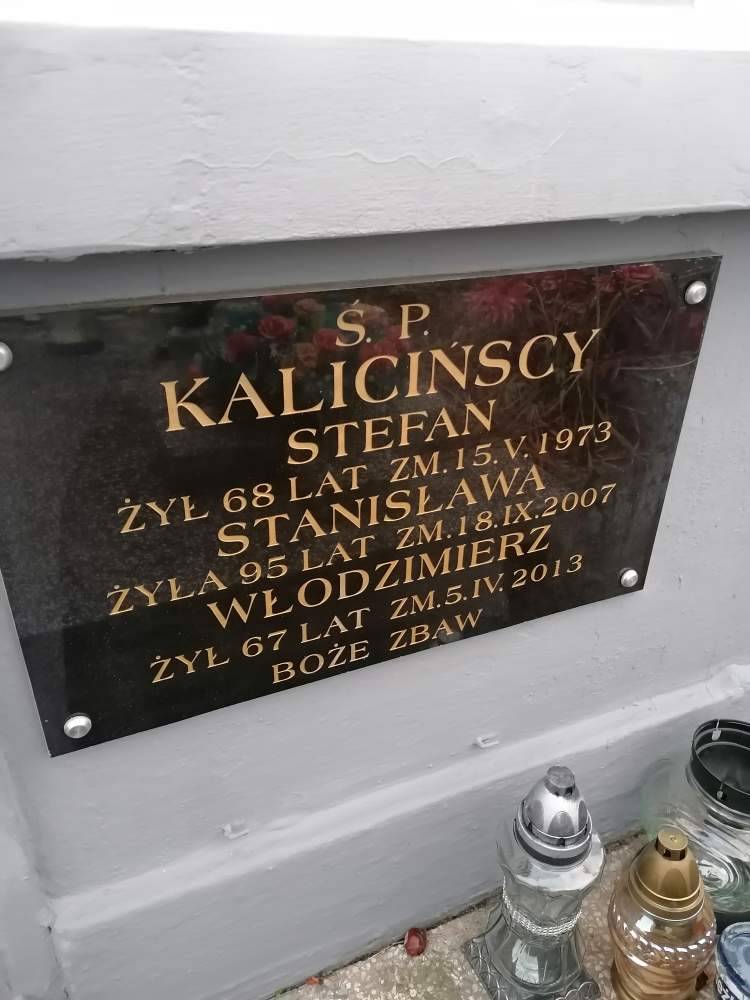 Ś. P.
KALICIŃSCY
STEFAN
ŻYŁ 68 LAT ZM.15.V.1973
STANISŁAWA
ŻYŁA 95 LAT ZM.18.IX.2007
WŁODZIMIERZ
ŻYŁ 67 LAT ZM.5.IV.2013
BOŻE ZBAW